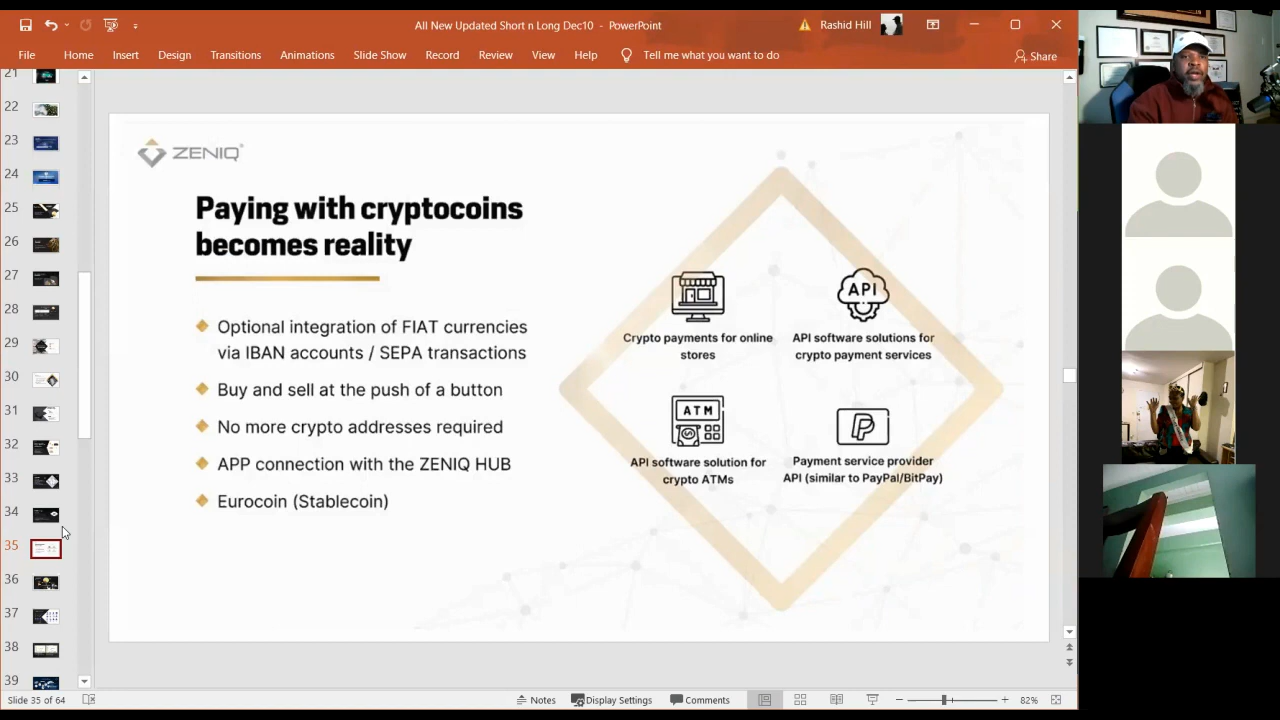 All New Updated Short n Long Dec10 - PowerPoint
Rashid Hill
File Home Insert Design Transitions Animations Slide Show Record Review View Help Tell me what you want to do
Share
21
22
23
24
25
26
27
28
29
30
31
32
33
34
35
36
37
38
39
ZENIQ®
Paying with cryptocoins
becomes reality
Optional integration of FIAT currencies
via IBAN accounts / SEPA transactions
Buy and sell at the push of a button
No more crypto addresses required
APP connection with the ZENIQ HUB
Eurocoin (Stablecoin)
Crypto payments for online
stores
API
API software solutions for
crypto payment services
ATM
API software solution for
crypto ATMs
Payment service provider
API (similar to PayPal/BitPay)
Slide 35 of 64
Notes Display Settings Comments
82%